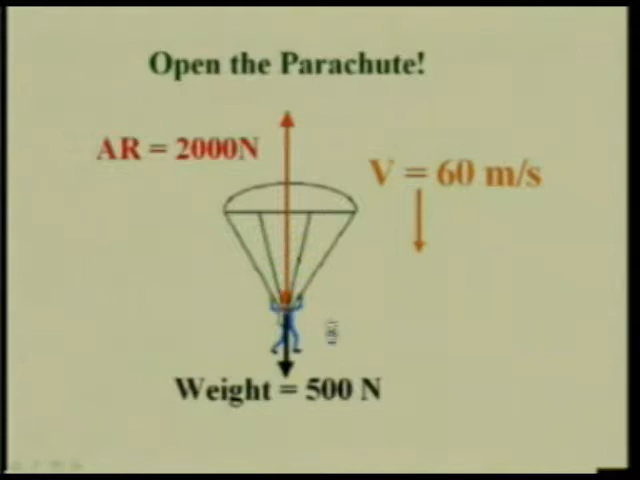 Open the Parachute!
AR = 2000N
V = 60 m/s
Weight = 500 N